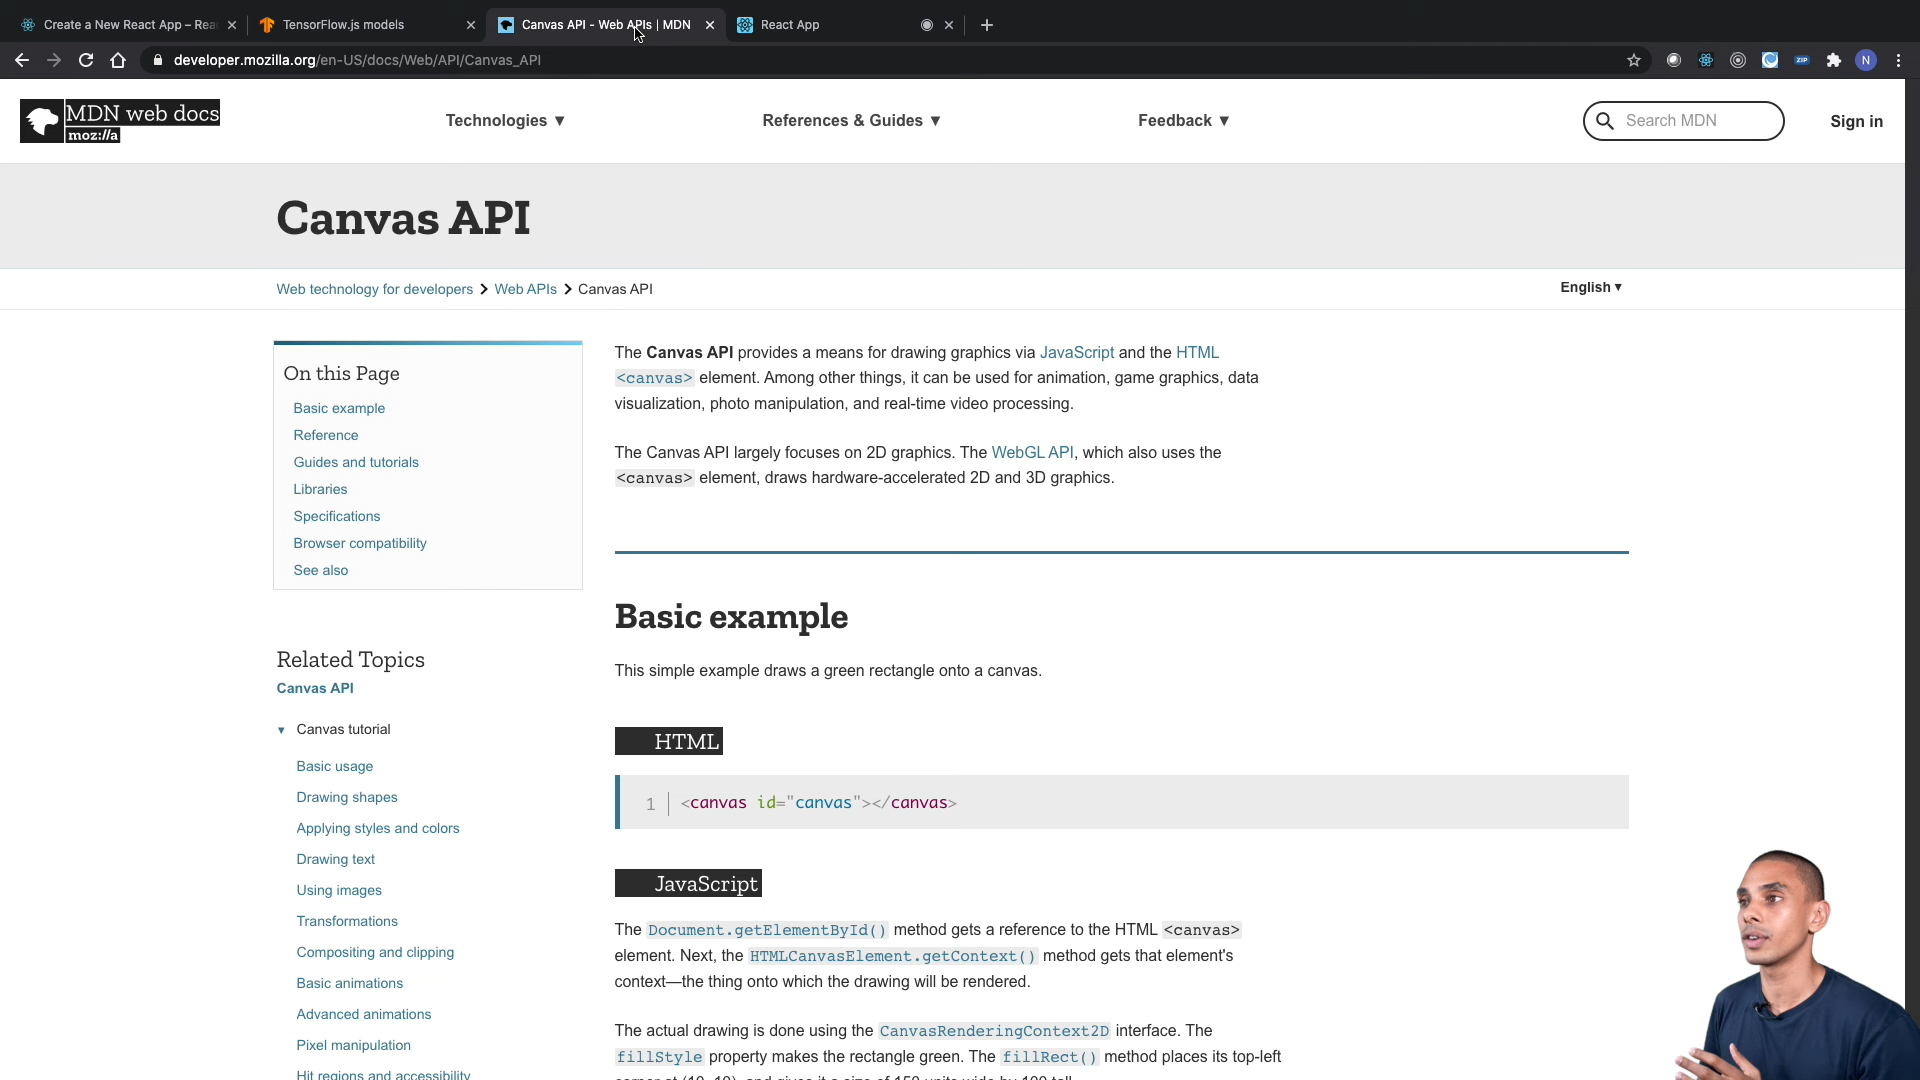 Create a New React App – Rea
TensorFlow.js models
Canvas API - Web APIs | MDN
React App
developer.mozilla.org/en-US/docs/Web/API/Canvas_API
ZIP
N
MDN web docs
moz://a
Technologies ▼
References & Guides ▼
Feedback ▼
Search MDN
Sign in
Canvas API
Web technology for developers > Web APIs > Canvas API
English ▼
On this Page
Basic example
Reference
Guides and tutorials
Libraries
Specifications
Browser compatibility
See also
Related Topics
Canvas API
▼ Canvas tutorial
Basic usage
Drawing shapes
Applying styles and colors
Drawing text
Using images
Transformations
Compositing and clipping
Basic animations
Advanced animations
Pixel manipulation
Hit regions and accessibility
The Canvas API provides a means for drawing graphics via JavaScript and the HTML
<canvas> element. Among other things, it can be used for animation, game graphics, data
visualization, photo manipulation, and real-time video processing.
The Canvas API largely focuses on 2D graphics. The WebGL API, which also uses the
<canvas> element, draws hardware-accelerated 2D and 3D graphics.
Basic example
This simple example draws a green rectangle onto a canvas.
HTML
1 <canvas id="canvas"></canvas>
JavaScript
The Document.getElementById() method gets a reference to the HTML <canvas>
element. Next, the HTMLCanvasElement.getContext() method gets that element's
context—the thing onto which the drawing will be rendered.
The actual drawing is done using the CanvasRenderingContext2D interface. The
fillStyle property makes the rectangle green. The fillRect() method places its top-left